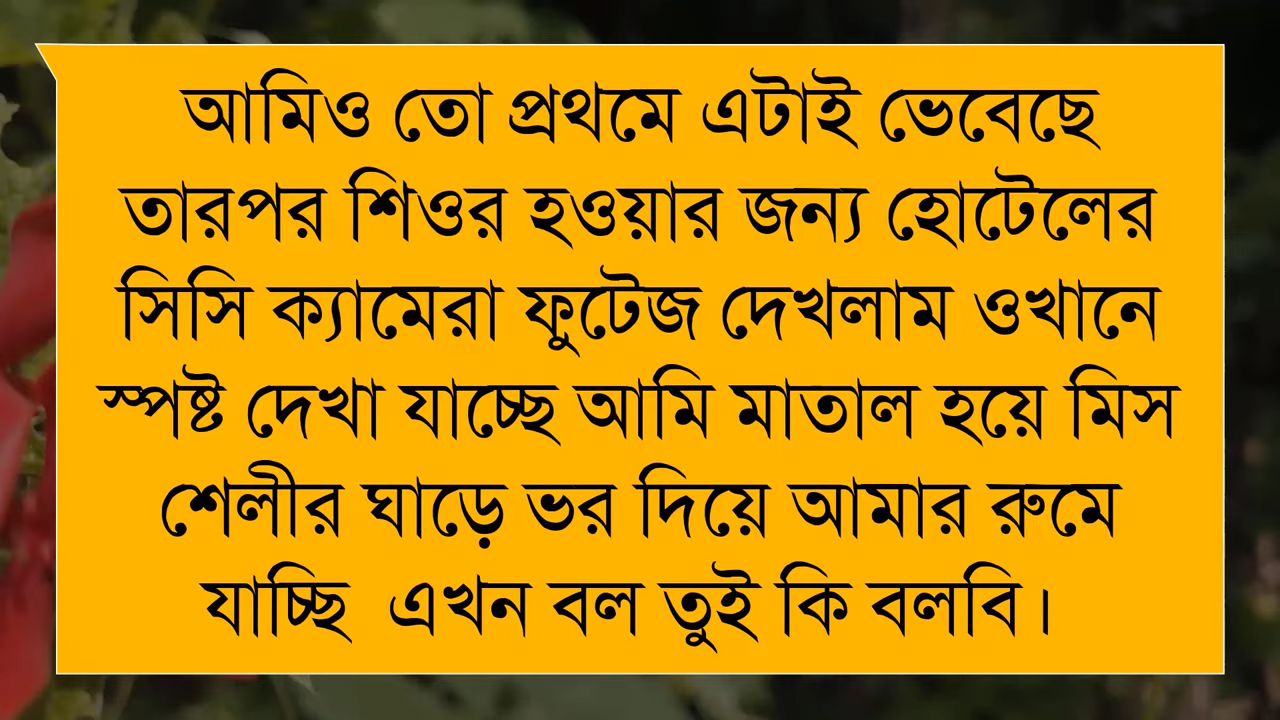 আমিও তো প্রথমে এটাই ভেবেছে
তারপর শিওর হওয়ার জন্য হোটেলের
সিসি ক্যামেরা ফুটেজ দেখলাম ওখানে
স্পষ্ট দেখা যাচ্ছে আমি মাতাল হয়ে মিস
শেলীর ঘাড়ে ভর দিয়ে আমার রুমে
যাচ্ছি  এখন বল তুই কি বলবি।